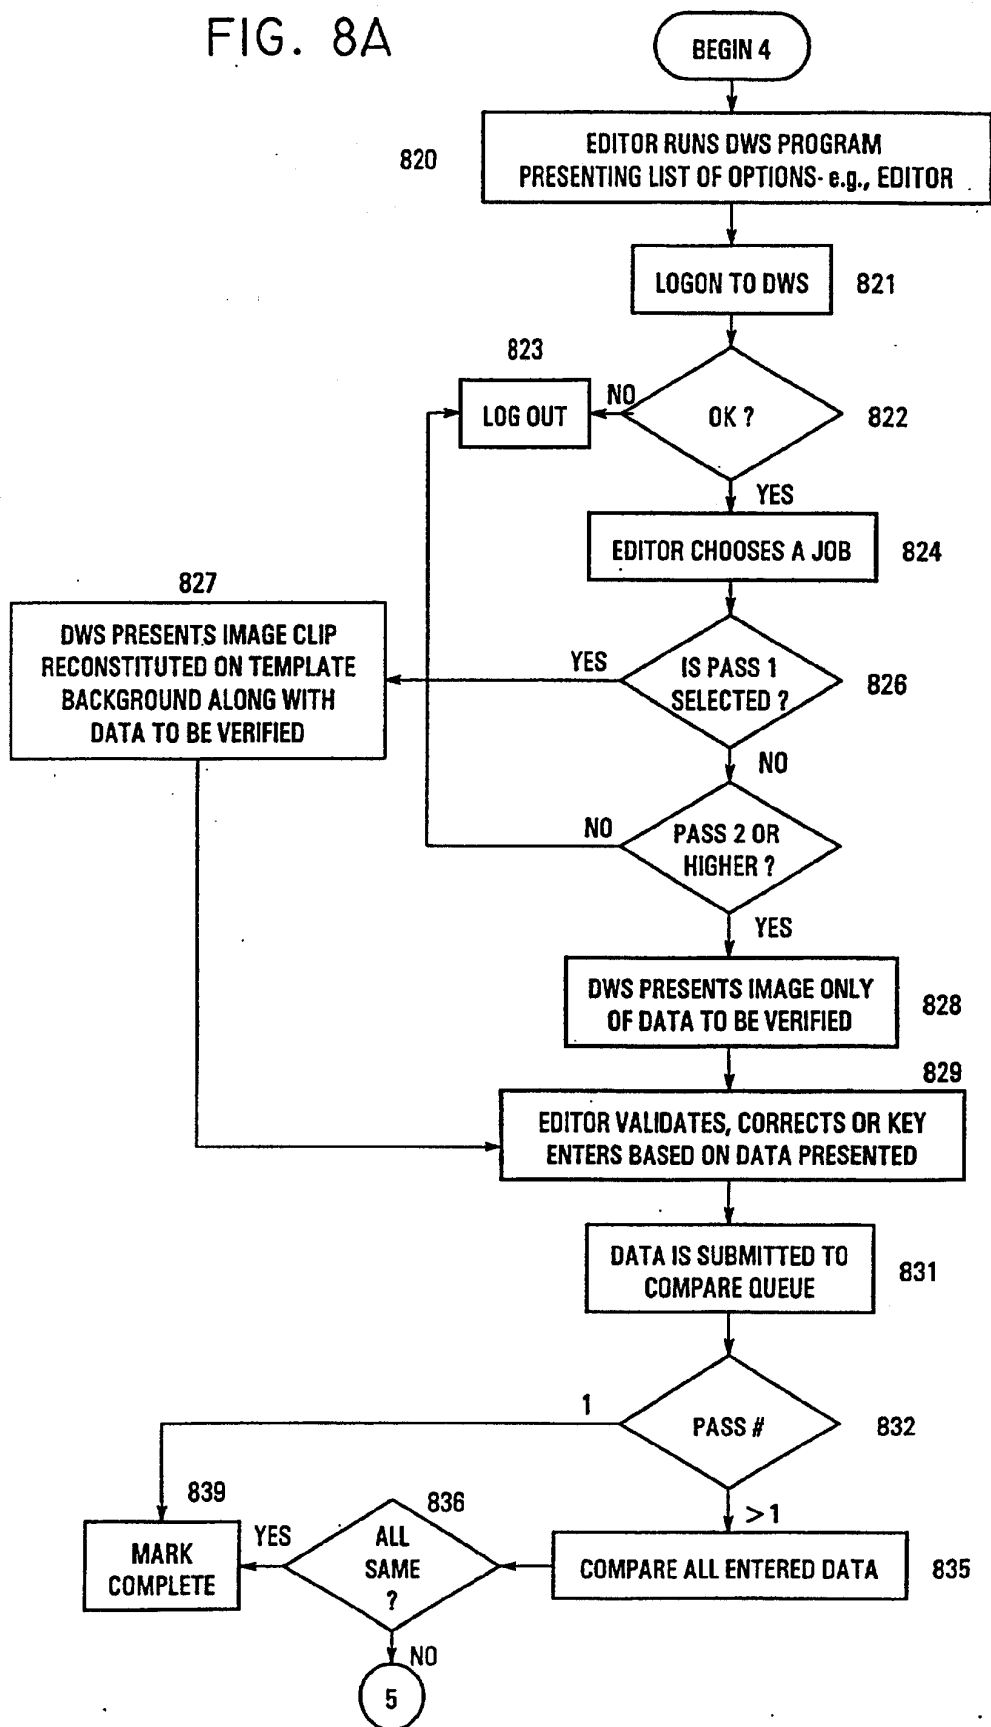 FIG. 8A
BEGIN 4
820
EDITOR RUNS DWS PROGRAM
PRESENTING LIST OF OPTIONS- e.g., EDITOR
LOGON TO DWS
821
823
LOG OUT
NO
OK ?
822
YES
EDITOR CHOOSES A JOB
824
827
DWS PRESENTS IMAGE CLIP
RECONSTITUTED ON TEMPLATE
BACKGROUND ALONG WITH
DATA TO BE VERIFIED
YES
IS PASS 1
SELECTED ?
826
NO
NO
PASS 2 OR
HIGHER ?
YES
DWS PRESENTS IMAGE ONLY
OF DATA TO BE VERIFIED
828
829
EDITOR VALIDATES, CORRECTS OR KEY
ENTERS BASED ON DATA PRESENTED
DATA IS SUBMITTED TO
COMPARE QUEUE
831
1
PASS #
832
>1
839
MARK
COMPLETE
YES
836
ALL
SAME
?
COMPARE ALL ENTERED DATA
835
NO
5